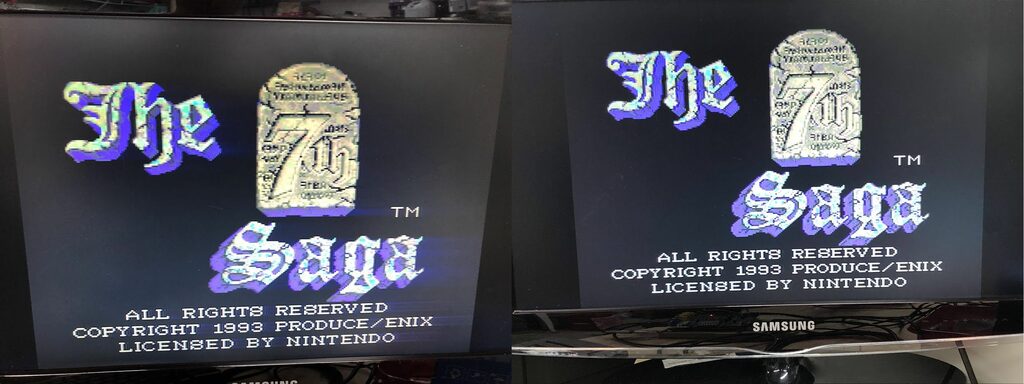 The
7th
TM
Saga
ALL RIGHTS RESERVED
COPYRIGHT 1993 PRODUCE/ENIX
LICENSED BY NINTENDO
SAMSUNG
The
7th
TM
Saga
ALL RIGHTS RESERVED
COPYRIGHT 1993 PRODUCE/ENIX
LICENSED BY NINTENDO
SAMSUNG